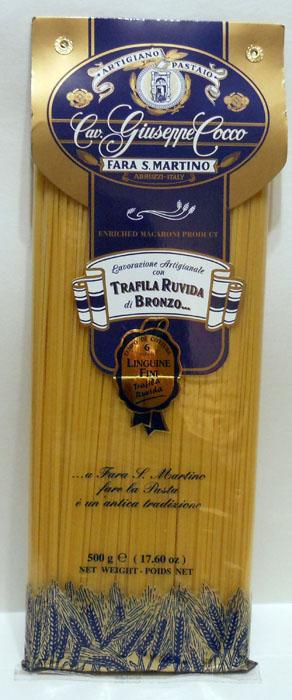 ARTIGIANO PASTAIO
Cav. Giuseppe Cocco
FARA S. MARTINO
ABRUZZI-ITALY
ENRICHED MACARONI PRODUCT
Lavorazione Artigianale
con
TRAFILA RUVIDA
di BRONZO...
6
LINGUINE
FINI
Trafila
Ruvida
...a Fara S. Martino
fare la Pasta
è un'antica tradizione
500 g e ( 17.60 oz )
NET WEIGHT - POIDS NET